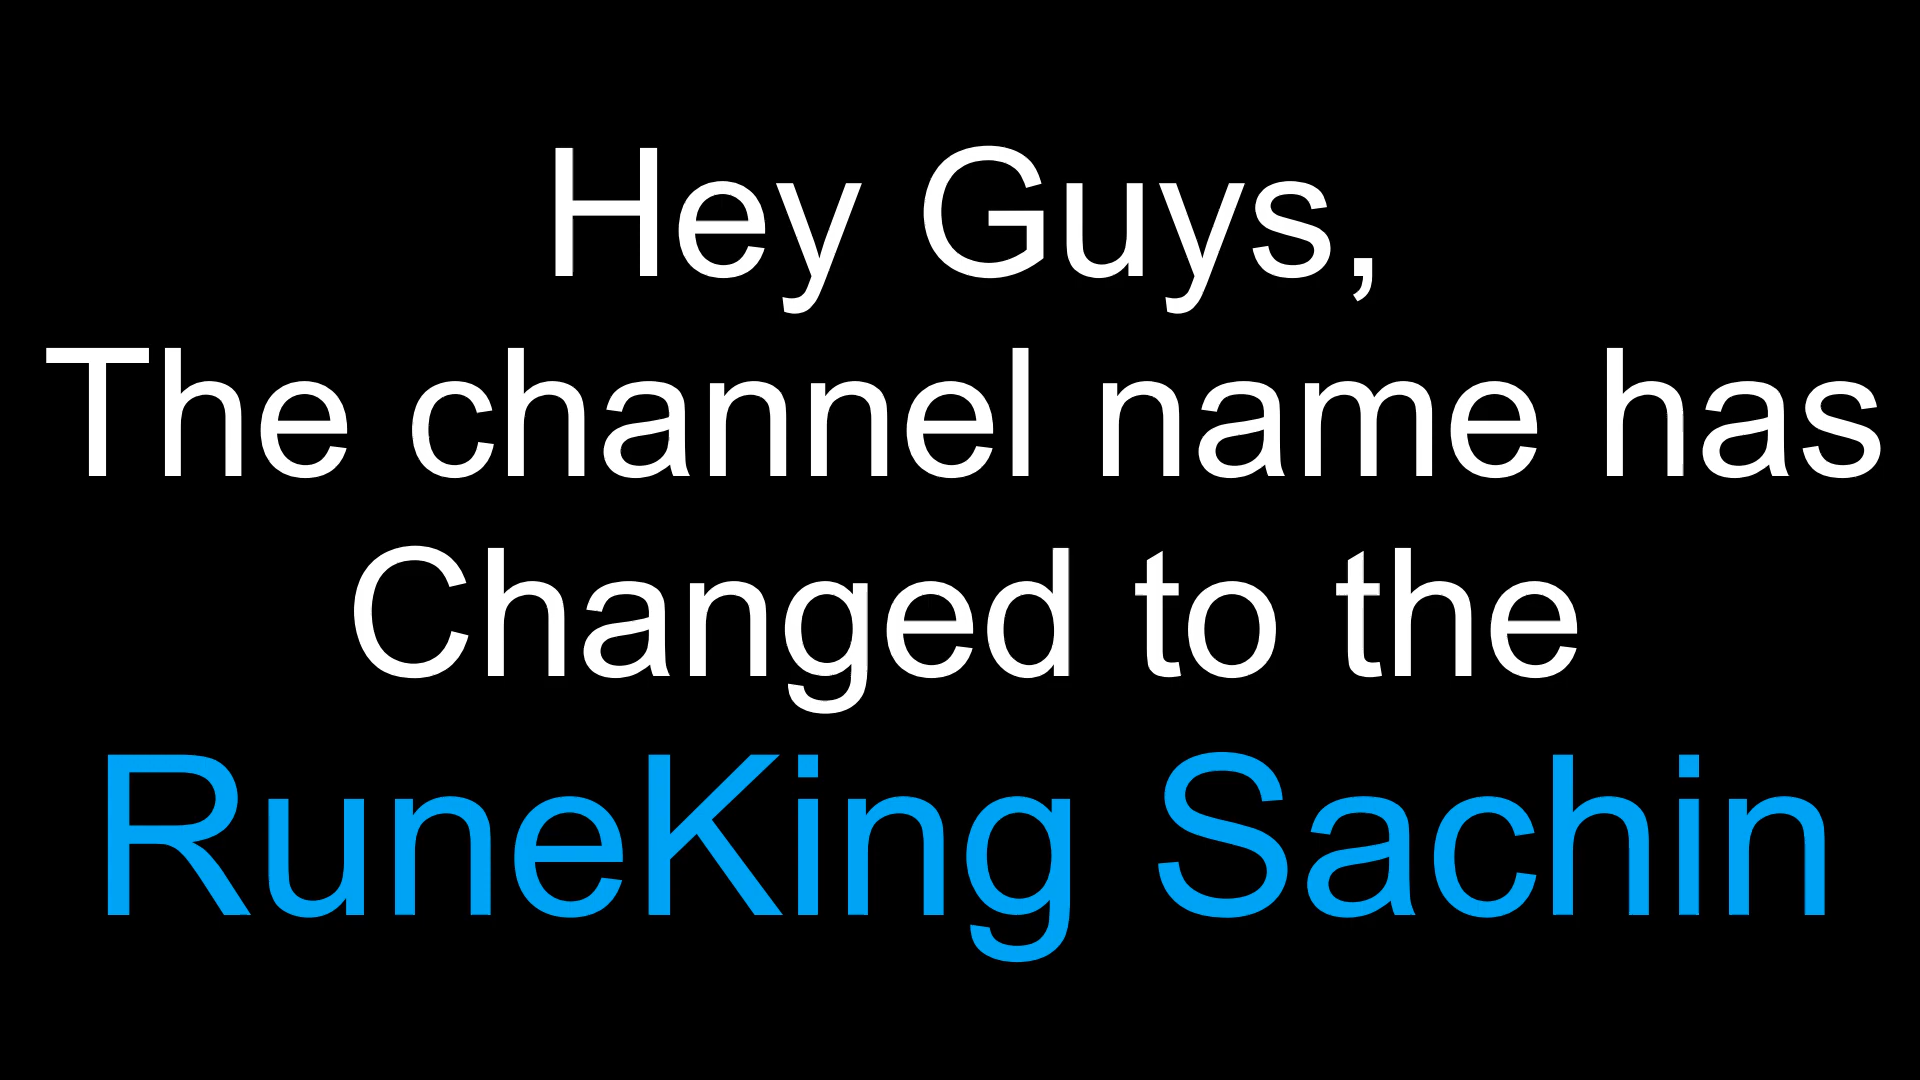 Hey Guys,
The channel name has
Changed to the
RuneKing Sachin